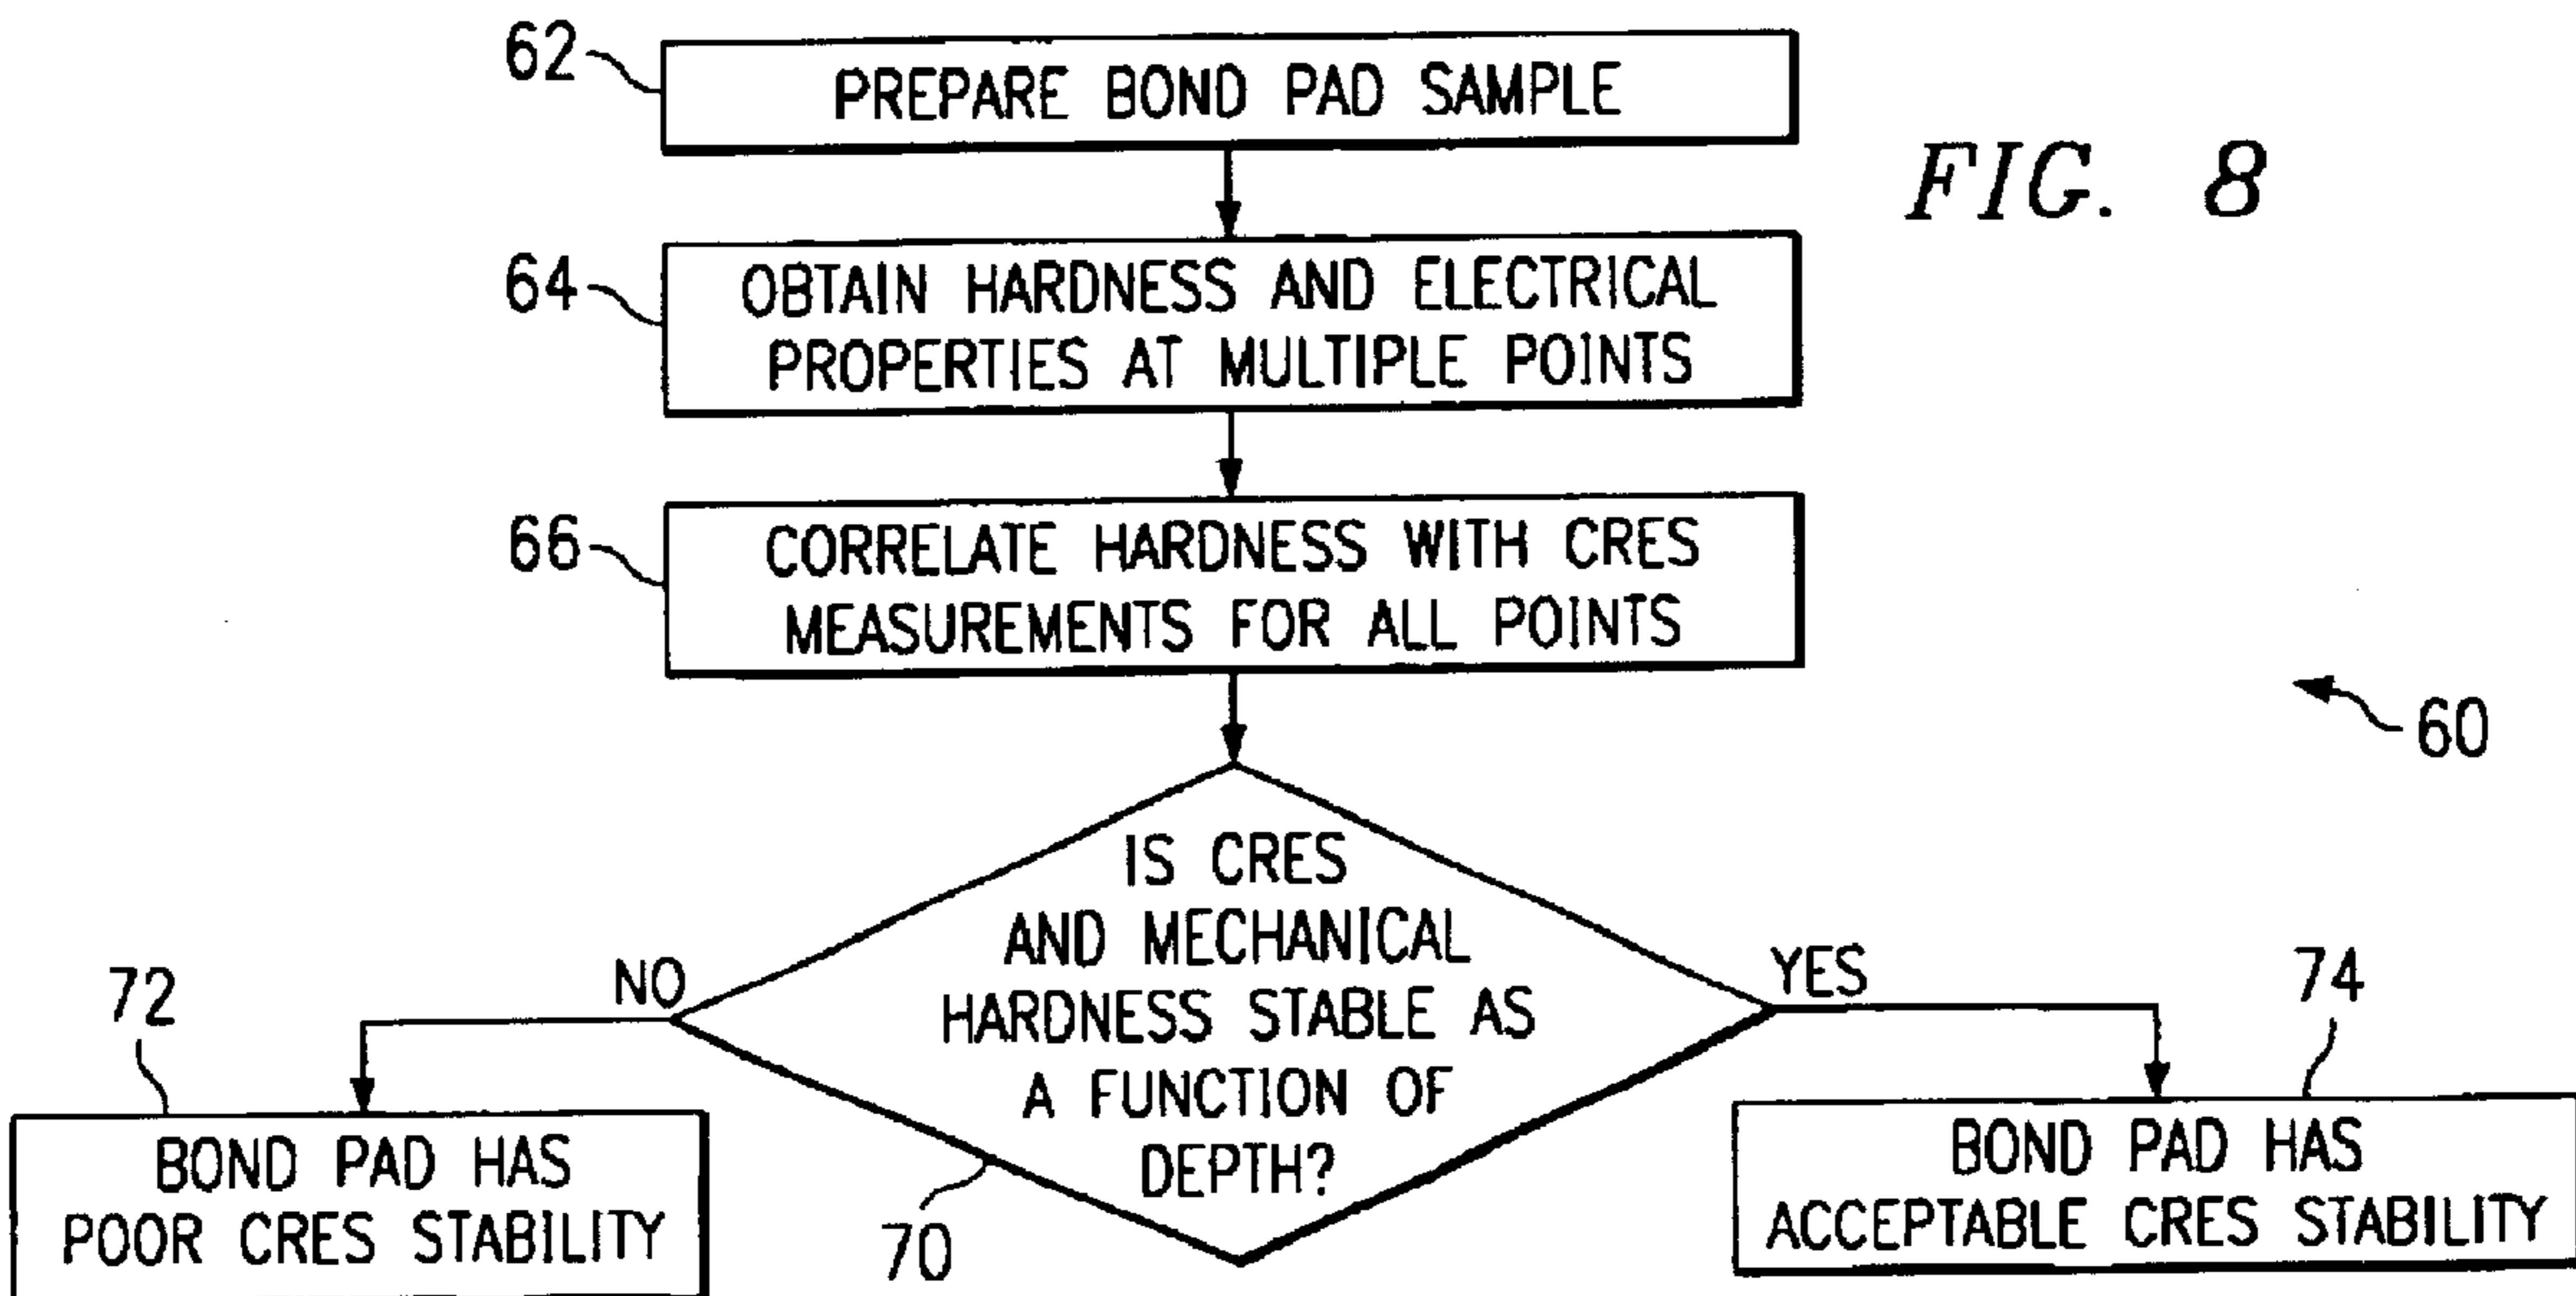 62
PREPARE BOND PAD SAMPLE
FIG. 8
64
OBTAIN HARDNESS AND ELECTRICAL
PROPERTIES AT MULTIPLE POINTS
66
CORRELATE HARDNESS WITH CRES
MEASUREMENTS FOR ALL POINTS
60
IS CRES
AND MECHANICAL
HARDNESS STABLE AS
A FUNCTION OF
DEPTH?
70
NO
YES
72
BOND PAD HAS
POOR CRES STABILITY
74
BOND PAD HAS
ACCEPTABLE CRES STABILITY